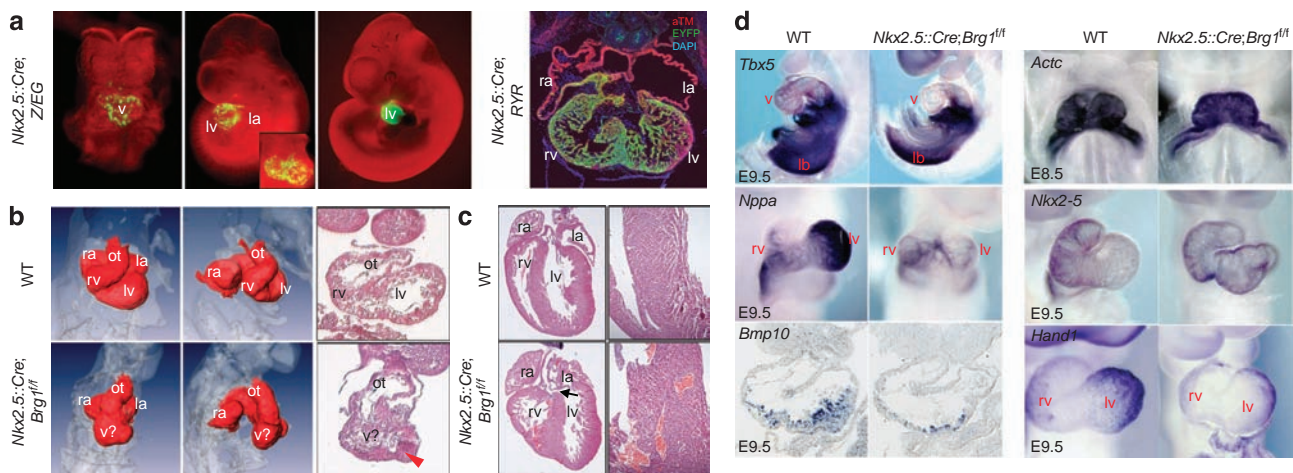 a
Nkx2.5::Cre;
Z/EG
v
lv
la
lv
Nkx2.5::Cre;
RYR
aTM
EYFP
DAPI
ra
la
rv
lv
b
WT
ra
ot
la
rv
lv
ot
ra
rv
lv
ot
rv
lv
Nkx2.5::Cre;
Brg1f/f
ot
ra
la
v?
ot
ra
v?
ot
v?
c
WT
ra
la
rv
lv
Nkx2.5::Cre;
Brg1f/f
ra
la
rv
lv
d
WT
Nkx2.5::Cre;Brg1f/f
Tbx5
v
v
lb
lb
E9.5
Nppa
rv
lv
rv
lv
E9.5
Bmp10
E9.5
WT
Nkx2.5::Cre;Brg1f/f
Actc
E8.5
Nkx2-5
E9.5
Hand1
rv
lv
rv
lv
E9.5